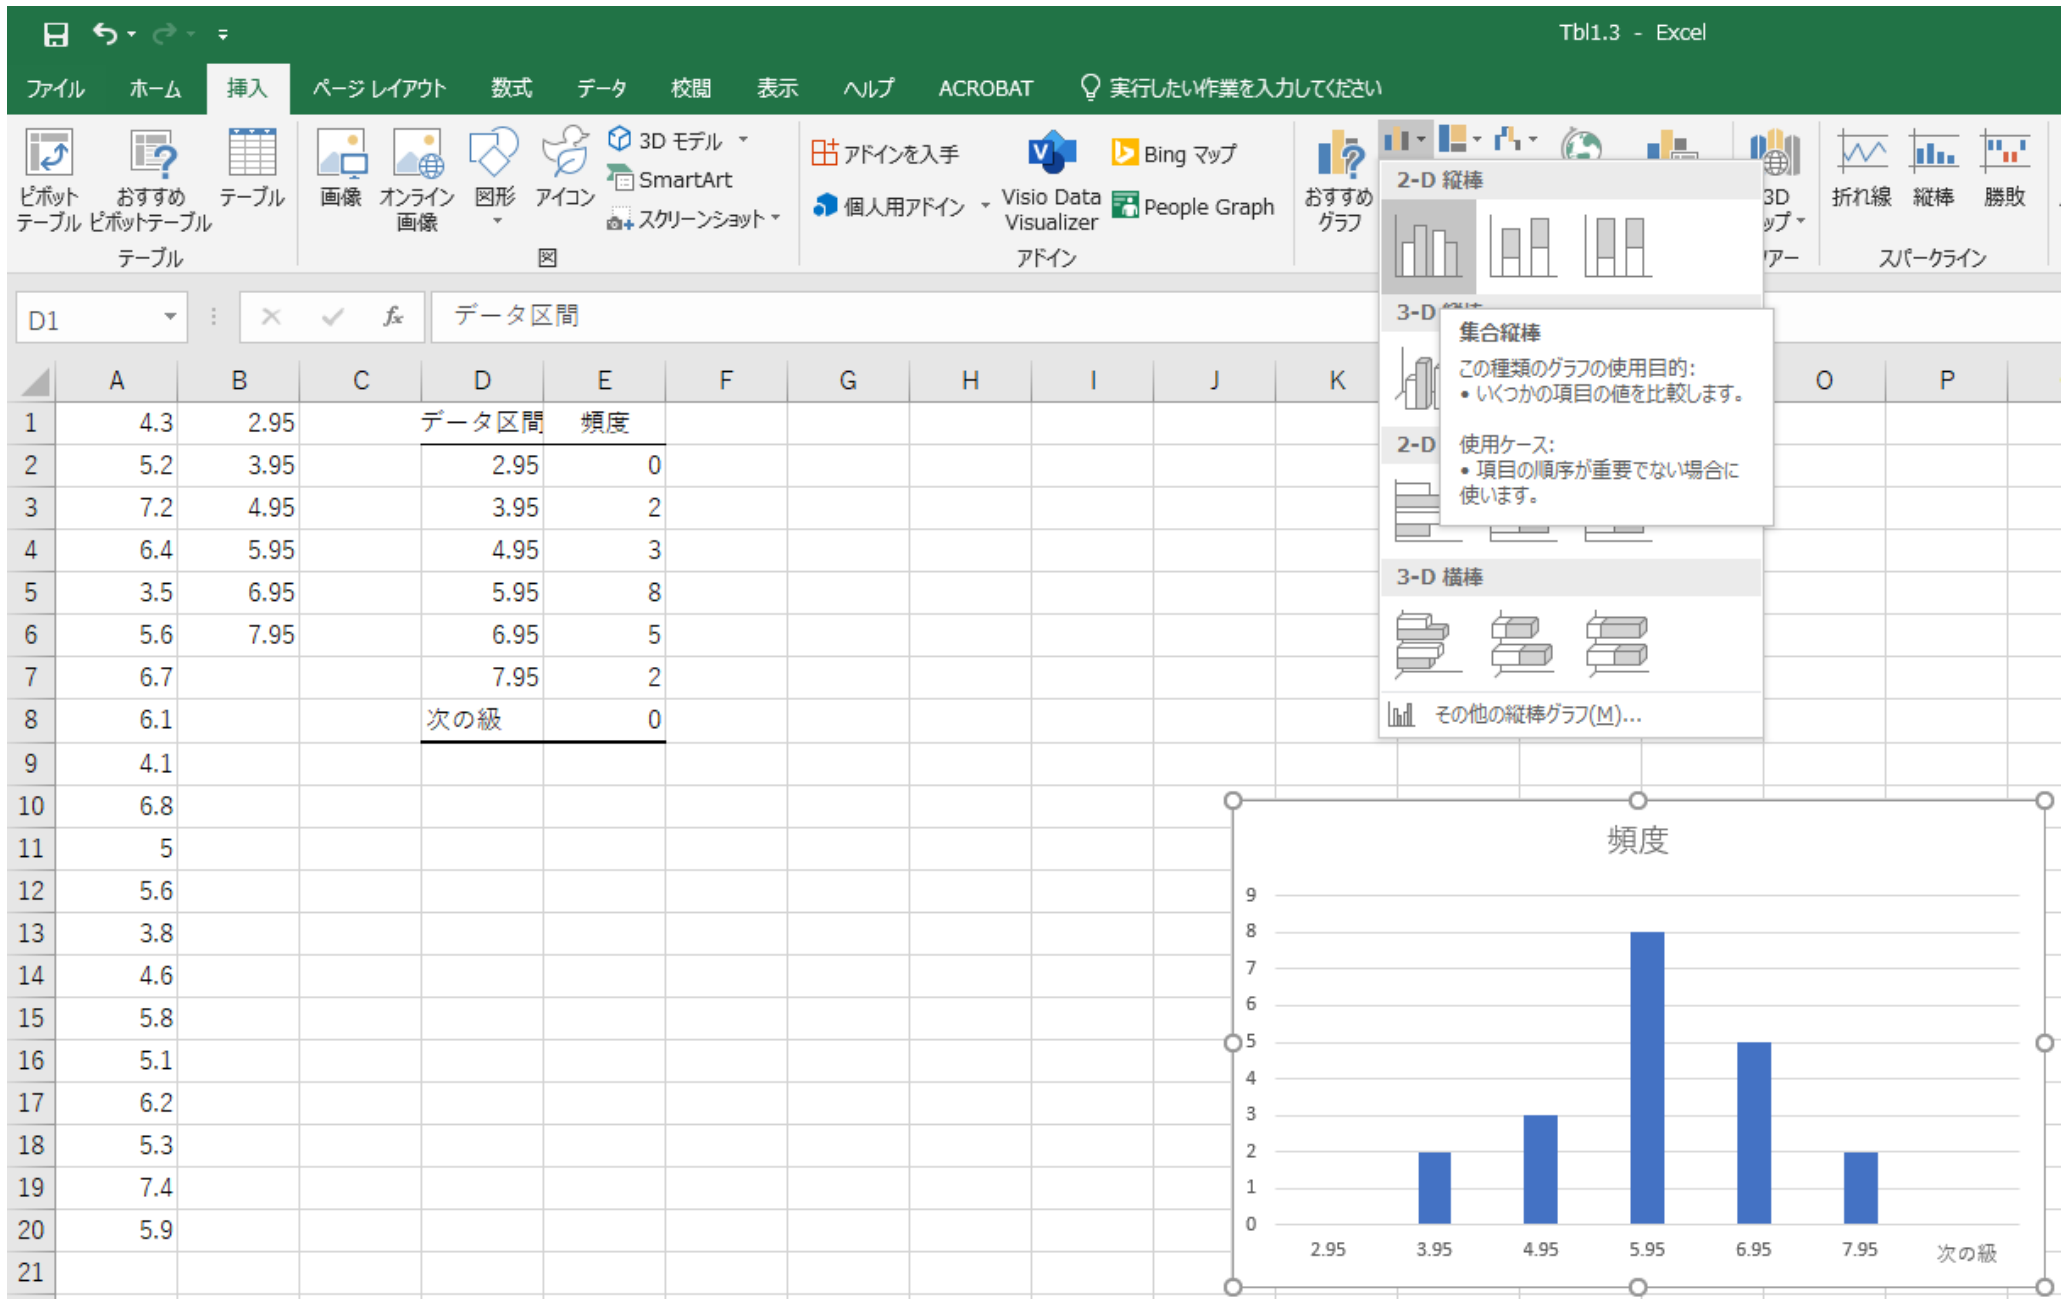 Tbl1.3 - Excel
ファイル ホーム 挿入 ページ レイアウト 数式 データ 校閲 表示 ヘルプ ACROBAT 実行したい作業を入力してください
ピボット
テーブル
おすすめ
ピボットテーブル
テーブル
テーブル
画像
オンライン
画像
図形
アイコン
3D モデル
SmartArt
スクリーンショット
図
アドインを入手
個人用アドイン
Visio Data
Visualizer
Bing マップ
People Graph
アドイン
おすすめ
グラフ
3D
ップ
アー
折れ線 縦棒 勝敗
スパークライン
2-D 縦棒
3-D 縦棒
2-D
3-D 横棒
その他の縦棒グラフ(M)...
集合縦棒
この種類のグラフの使用目的:
• いくつかの項目の値を比較します。
使用ケース:
• 項目の順序が重要でない場合に
使います。
D1 fx データ区間
A B C D E F G H I J K O P
1 4.3 2.95 データ区間 頻度
2 5.2 3.95 2.95 0
3 7.2 4.95 3.95 2
4 6.4 5.95 4.95 3
5 3.5 6.95 5.95 8
6 5.6 7.95 6.95 5
7 6.7 7.95 2
8 6.1 次の級 0
9 4.1
10 6.8
11 5
12 5.6
13 3.8
14 4.6
15 5.8
16 5.1
17 6.2
18 5.3
19 7.4
20 5.9
21
頻度
9
8
7
6
5
4
3
2
1
0
2.95 3.95 4.95 5.95 6.95 7.95 次の級